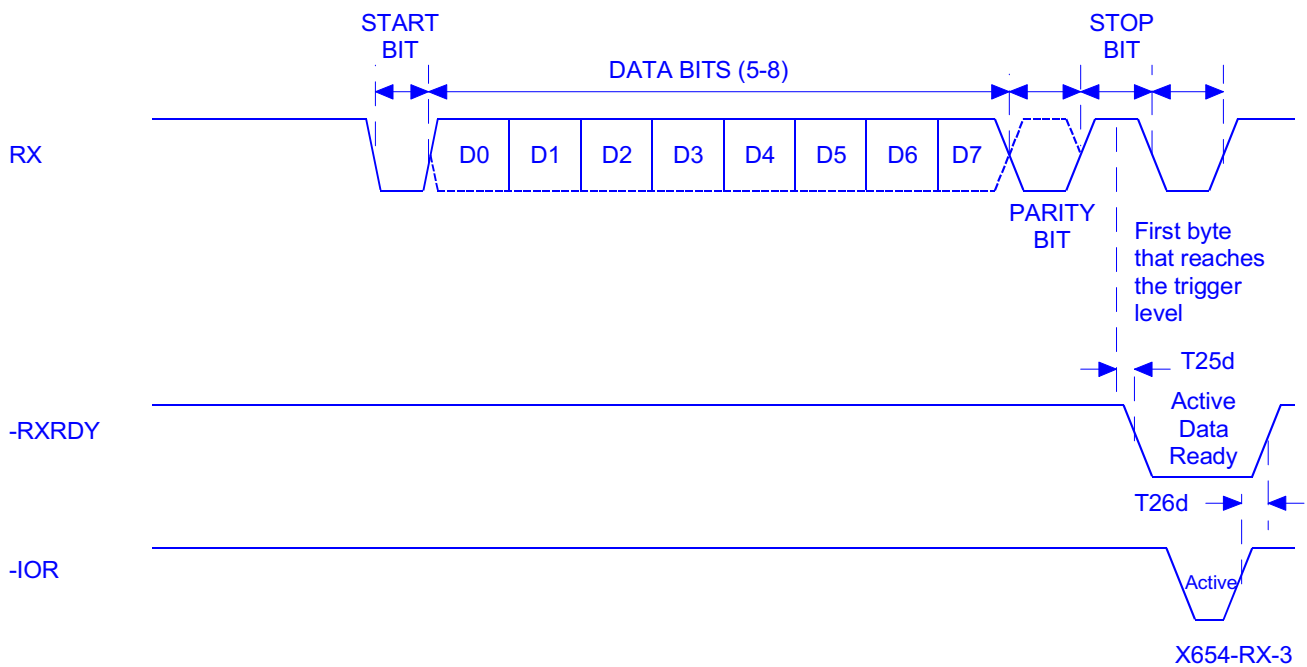 START
BIT
DATA BITS (5-8)
STOP
BIT
RX
D0 D1 D2 D3 D4 D5 D6 D7
PARITY
BIT
First byte
that reaches
the trigger
level
T25d
-RXRDY
Active
Data
Ready
T26d
-IOR
Active
X654-RX-3